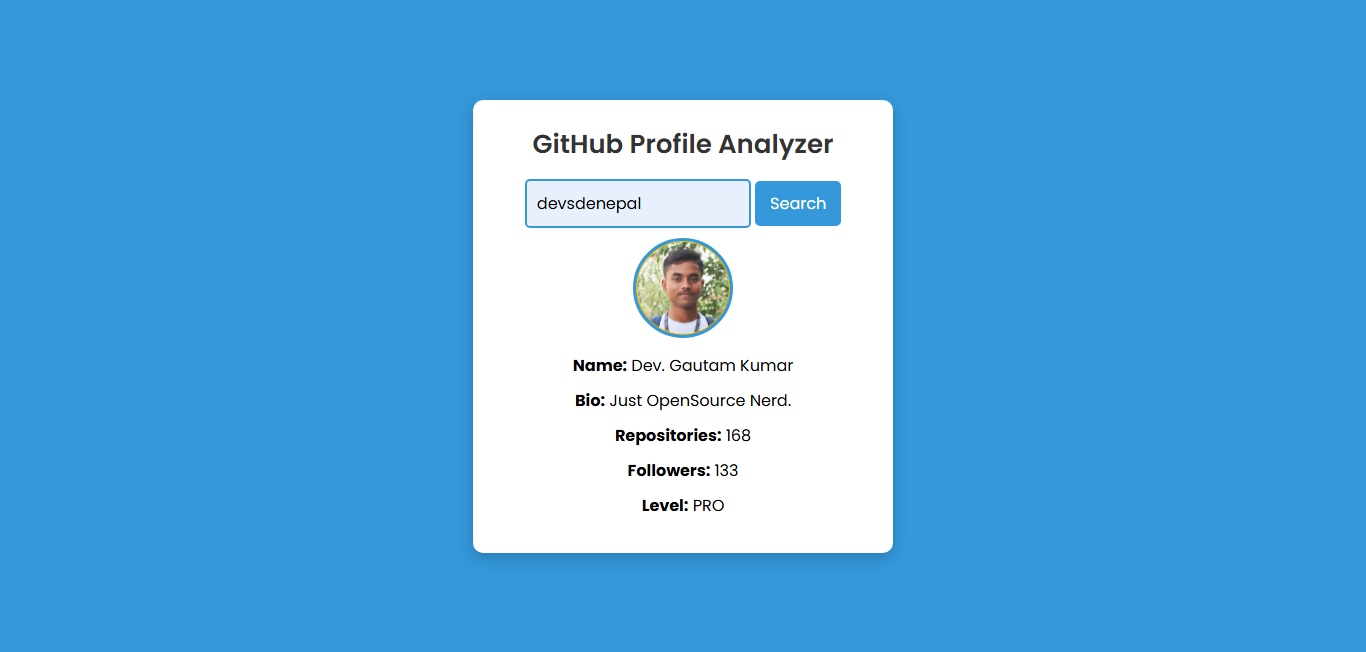 GitHub Profile Analyzer
devsdenepal
Search
Name: Dev. Gautam Kumar
Bio: Just OpenSource Nerd.
Repositories: 168
Followers: 133
Level: PRO